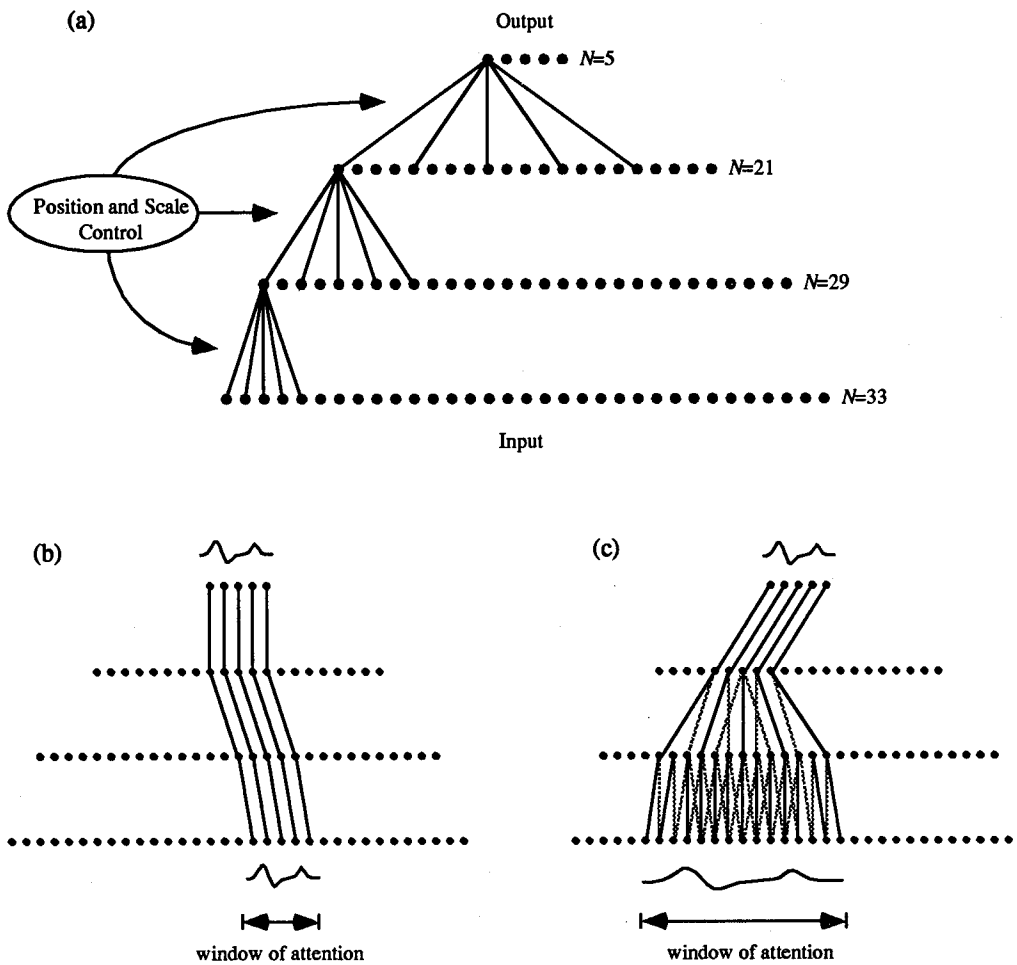 (a)
Output
N=5
N=21
Position and Scale
Control
N=29
N=33
Input
(b)
(c)
window of attention
window of attention